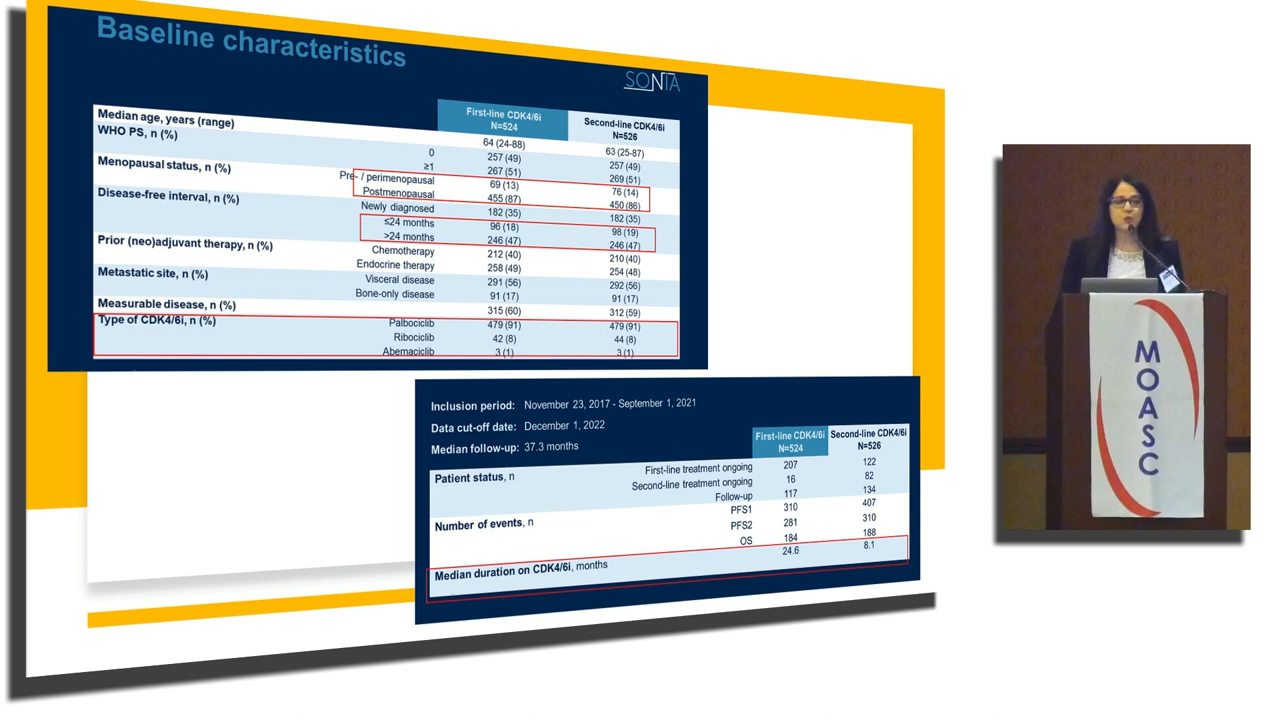 Baseline characteristics
SONIA
First-line CDK4/6i N=524 Second-line CDK4/6i N=526
Median age, years (range) 64 (24-88) 63 (25-87)
WHO PS, n (%)
0 257 (49) 257 (49)
≥1 267 (51) 269 (51)
Menopausal status, n (%)
Pre- / perimenopausal 69 (13) 76 (14)
Postmenopausal 455 (87) 450 (86)
Disease-free interval, n (%)
Newly diagnosed 182 (35) 182 (35)
≤24 months 96 (18) 98 (19)
>24 months 246 (47) 246 (47)
Prior (neo)adjuvant therapy, n (%)
Chemotherapy 212 (40) 210 (40)
Endocrine therapy 258 (49) 254 (48)
Metastatic site, n (%)
Visceral disease 291 (56) 292 (56)
Bone-only disease 91 (17) 91 (17)
Measurable disease, n (%) 315 (60) 312 (59)
Type of CDK4/6i, n (%)
Palbociclib 479 (91) 479 (91)
Ribociclib 42 (8) 44 (8)
Abemaciclib 3 (1) 3 (1)
Inclusion period: November 23, 2017 - September 1, 2021
Data cut-off date: December 1, 2022
Median follow-up: 37.3 months
First-line CDK4/6i N=524 Second-line CDK4/6i N=526
Patient status, n
First-line treatment ongoing 207 122
Second-line treatment ongoing 16 82
Follow-up 117 134
Number of events, n
PFS1 310 407
PFS2 281 310
OS 184 188
Median duration on CDK4/6i, months 24.6 8.1
MOASC